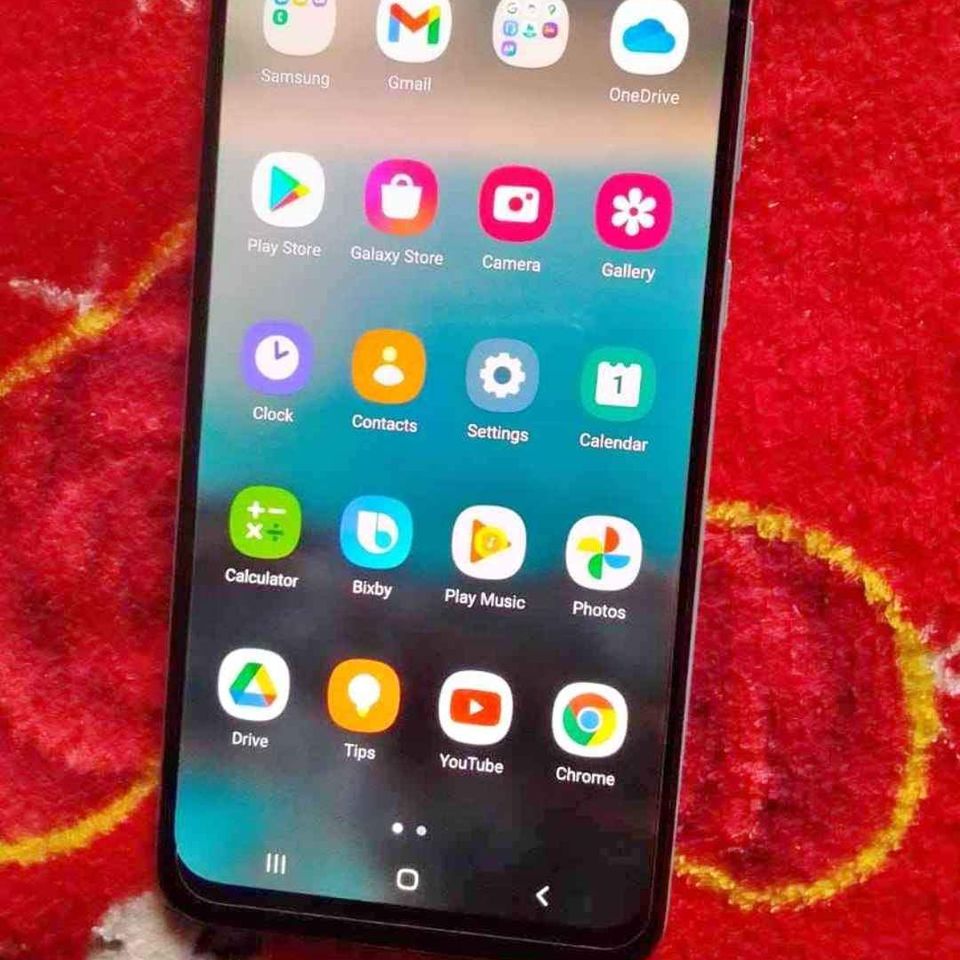 Samsung
Gmail
OneDrive
Play Store
Galaxy Store
Camera
Gallery
Clock
Contacts
Settings
1
Calendar
Calculator
Bixby
Play Music
Photos
Drive
Tips
YouTube
Chrome